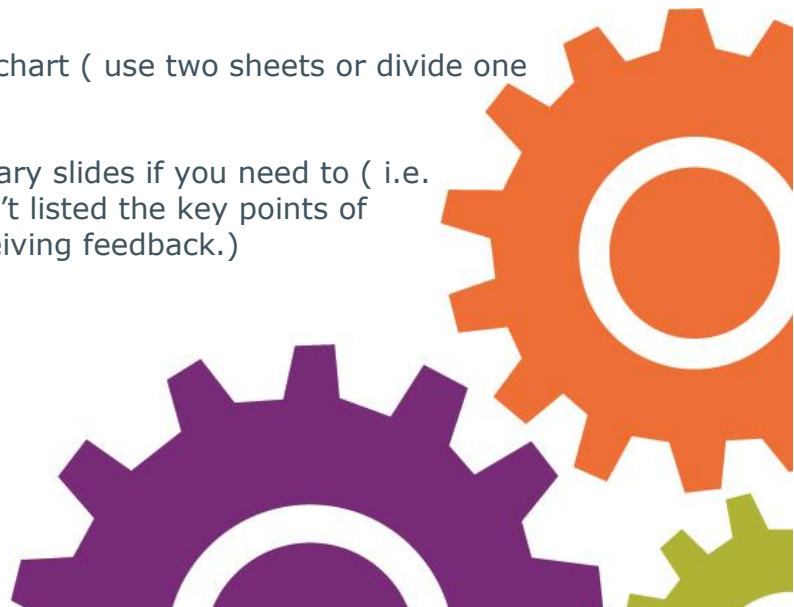 chart ( use two sheets or divide one
ary slides if you need to ( i.e.
’t listed the key points of
eiving feedback.)